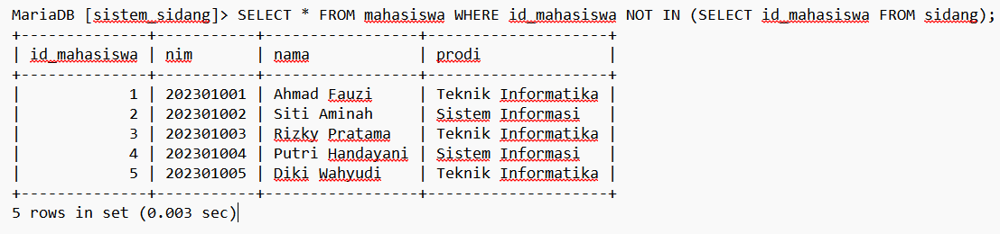 MariaDB [sistem_sidang]> SELECT * FROM mahasiswa WHERE id_mahasiswa NOT IN (SELECT id_mahasiswa FROM sidang);
+--------------+-----------+-----------------+--------------------+
| id_mahasiswa | nim       | nama            | prodi              |
+--------------+-----------+-----------------+--------------------+
|            1 | 202301001 | Ahmad Fauzi     | Teknik Informatika |
|            2 | 202301002 | Siti Aminah     | Sistem Informasi   |
|            3 | 202301003 | Rizky Pratama   | Teknik Informatika |
|            4 | 202301004 | Putri Handayani | Sistem Informasi   |
|            5 | 202301005 | Diki Wahyudi    | Teknik Informatika |
+--------------+-----------+-----------------+--------------------+
5 rows in set (0.003 sec)